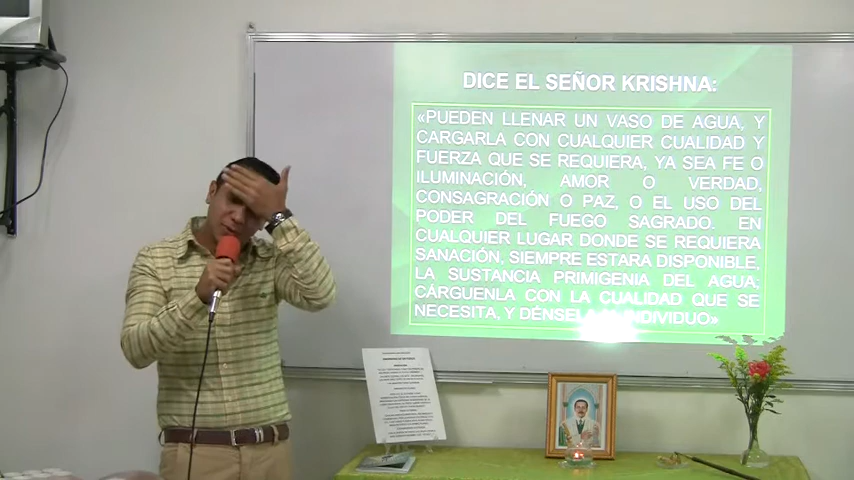 DICE EL SEÑOR KRISHNA:
«PUEDEN LLENAR UN VASO DE AGUA, Y
CARGARLA CON CUALQUIER CUALIDAD Y
FUERZA QUE SE REQUIERA, YA SEA FE O
ILUMINACIÓN, AMOR O VERDAD,
CONSAGRACIÓN O PAZ, O EL USO DEL
PODER DEL FUEGO SAGRADO. EN
CUALQUIER LUGAR DONDE SE REQUIERA
SANACIÓN, SIEMPRE ESTARA DISPONIBLE,
LA SUSTANCIA PRIMIGENIA DEL AGUA;
CÁRGUENLA CON LA CUALIDAD QUE SE
NECESITA, Y DÉNSELA INDIVIDUO»